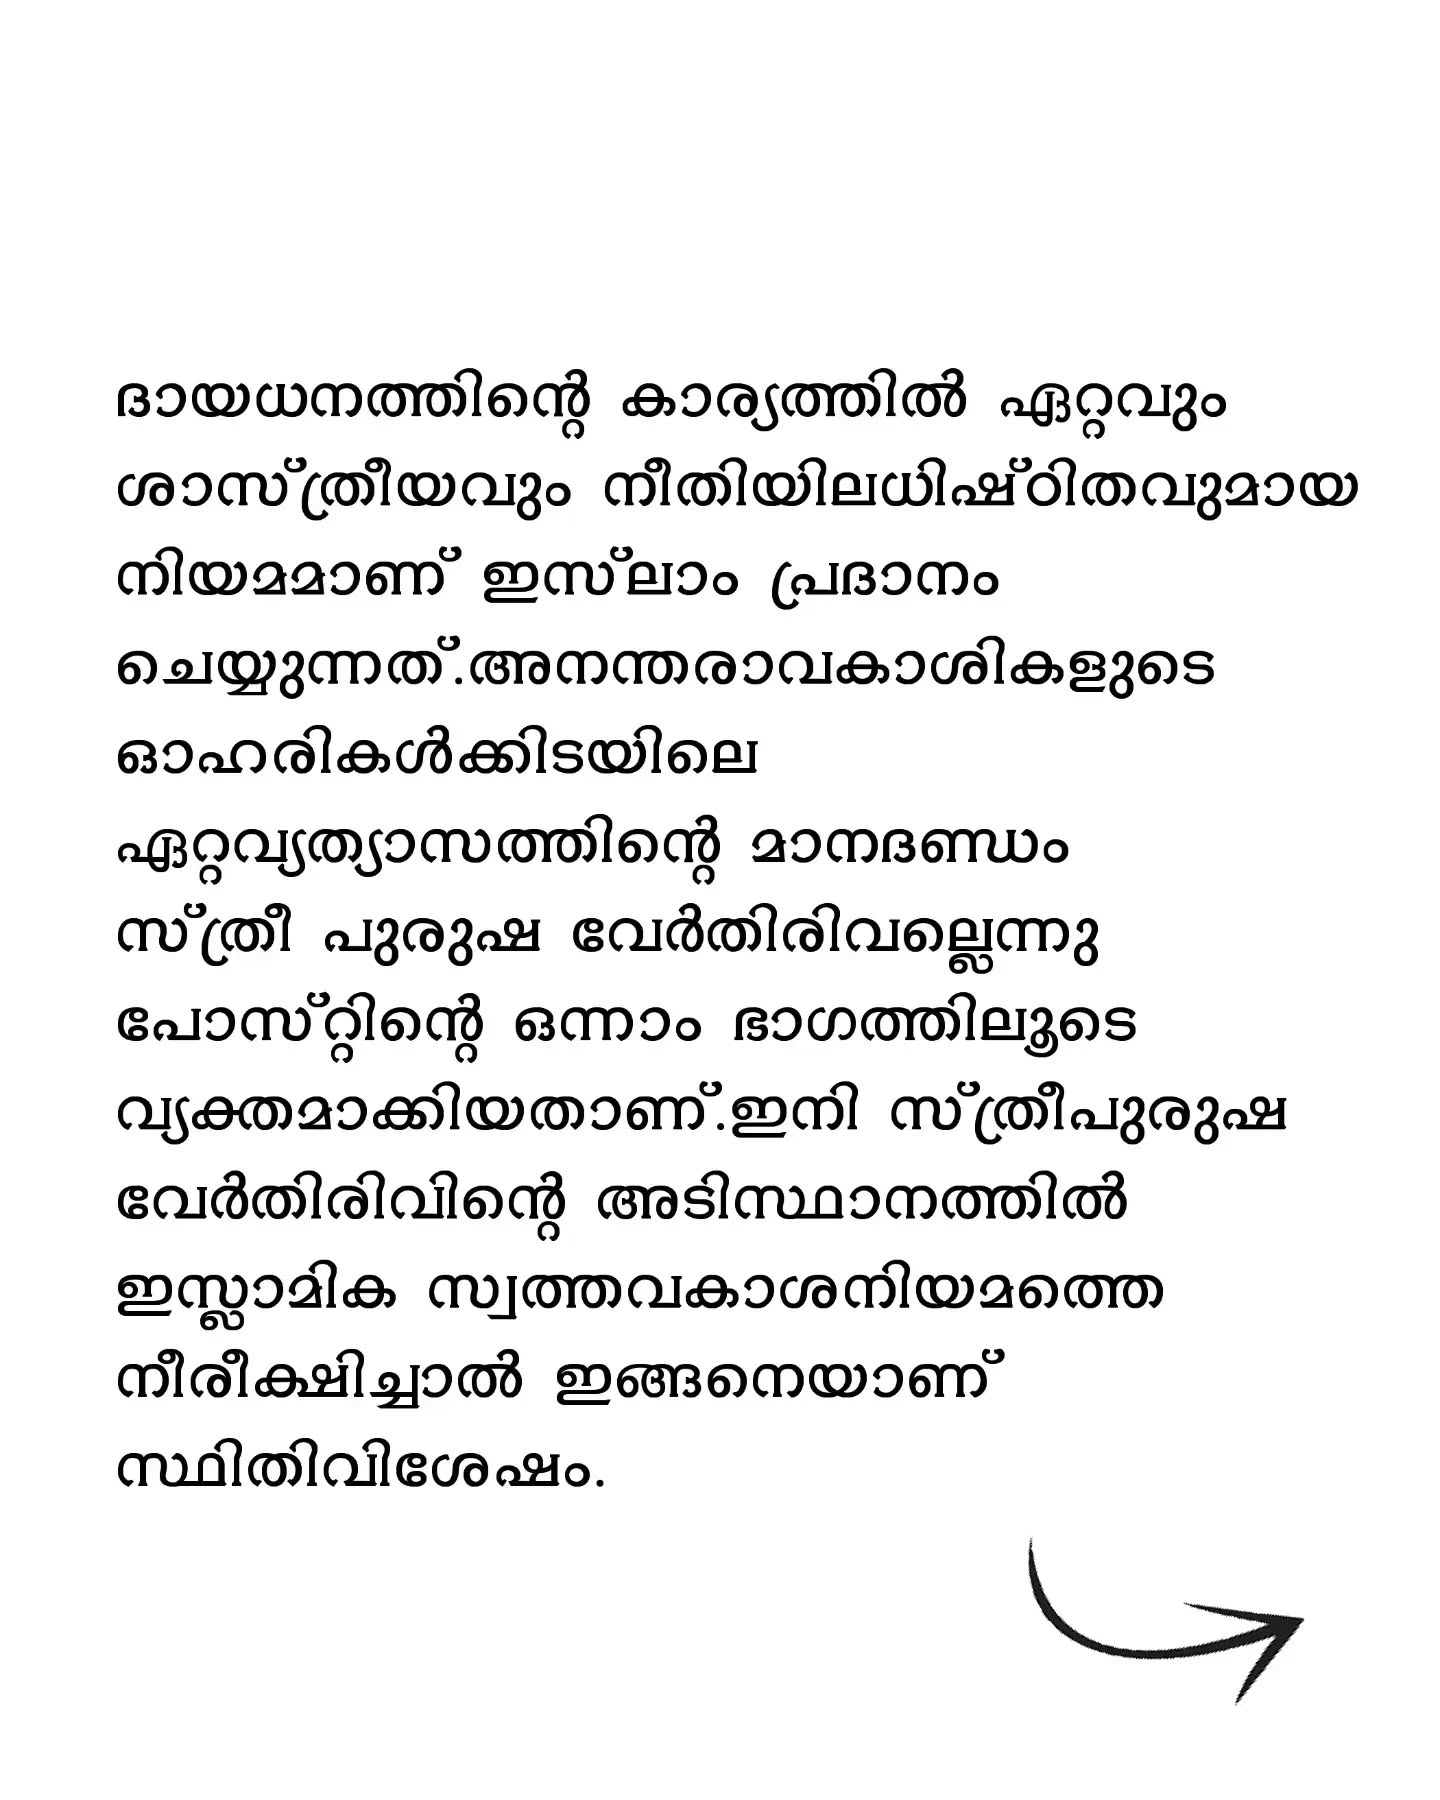 ദായധനത്തിന്റെ കാര്യത്തിൽ ഏറ്റവും
ശാസ്ത്രീയവും നീതിയിലധിഷ്ഠിതവുമായ
നിയമമാണ് ഇസ്‌ലാം പ്രദാനം
ചെയ്യുന്നത്.അനന്തരാവകാശികളുടെ
ഓഹരികൾക്കിടയിലെ
ഏറ്റവ്യത്യാസത്തിന്റെ മാനദണ്ഡം
സ്ത്രീ പുരുഷ വേർതിരിവല്ലെന്നു
പോസ്റ്റിന്റെ ഒന്നാം ഭാഗത്തിലൂടെ
വ്യക്തമാക്കിയതാണ്.ഇനി സ്ത്രീപുരുഷ
വേർതിരിവിന്റെ അടിസ്ഥാനത്തിൽ
ഇസ്ലാമിക സ്വത്തവകാശനിയമത്തെ
നീരീക്ഷിച്ചാൽ ഇങ്ങനെയാണ്
സ്ഥിതിവിശേഷം.